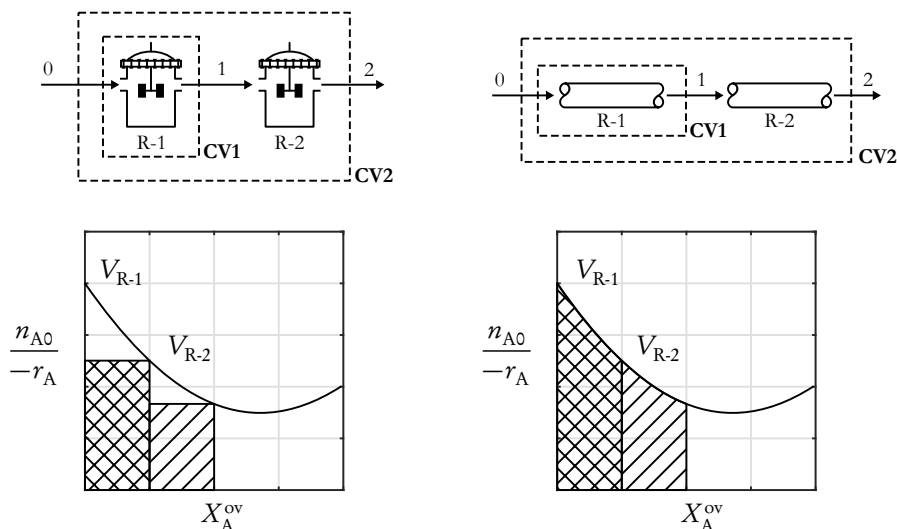 0
1
2
R-1
R-2
CV1
CV2
0
1
2
R-1
R-2
CV1
CV2
V_R-1
V_R-2
n_A0
−r_A
X_A^ov
V_R-1
V_R-2
n_A0
−r_A
X_A^ov